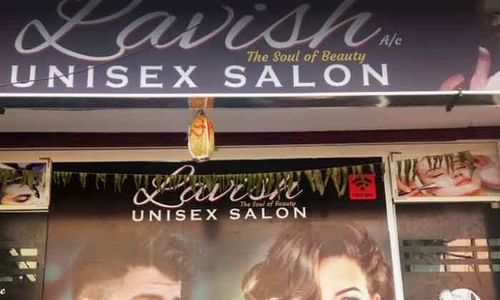 Lavish A/c
The Soul of Beauty
UNISEX SALON
Lavish
The Soul of Beauty
UNISEX SALON